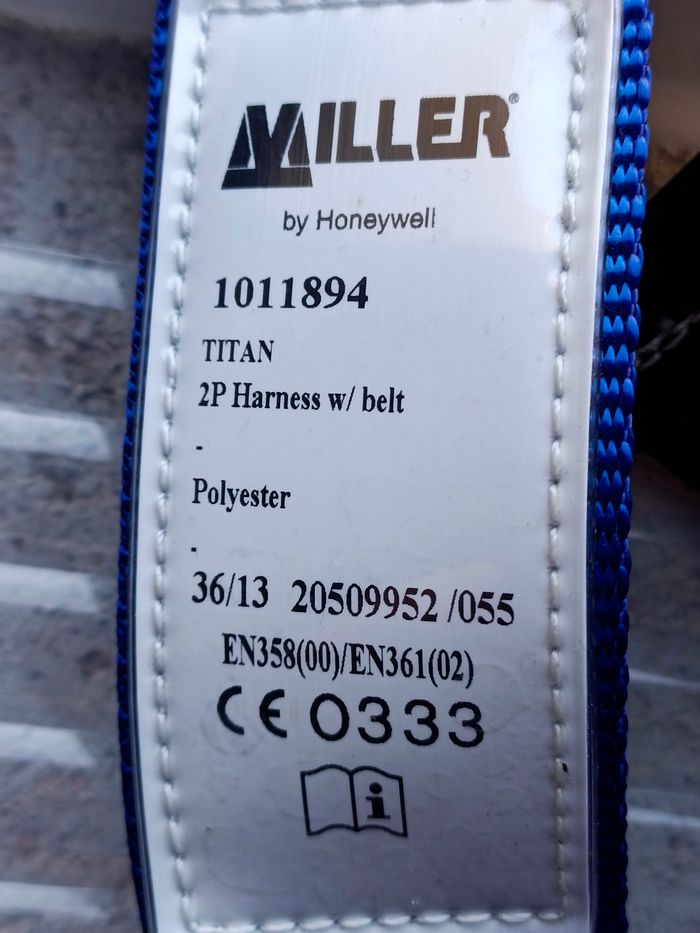 MILLER®
by Honeywell
1011894
TITAN
2P Harness w/ belt
-
Polyester
-
36/13 20509952 /055
EN358(00)/EN361(02)
CE 0333
i